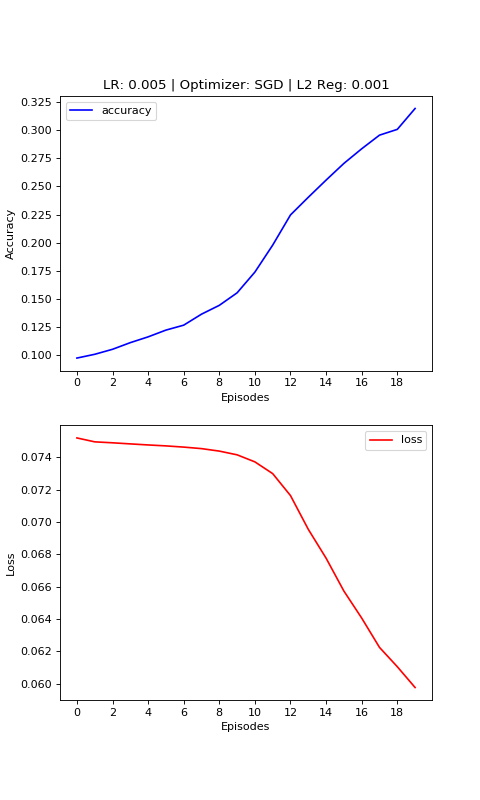 LR: 0.005 | Optimizer: SGD | L2 Reg: 0.001
accuracy
Accuracy
0.325
0.300
0.275
0.250
0.225
0.200
0.175
0.150
0.125
0.100
0 2 4 6 8 10 12 14 16 18
Episodes
loss
Loss
0.074
0.072
0.070
0.068
0.066
0.064
0.062
0.060
0 2 4 6 8 10 12 14 16 18
Episodes